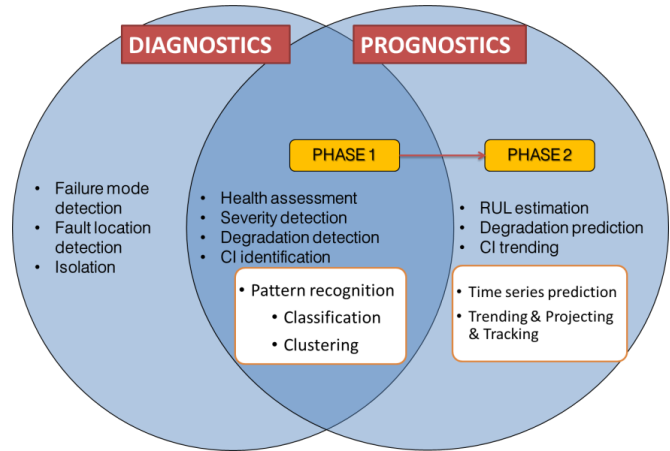 DIAGNOSTICS
PROGNOSTICS
PHASE 1
PHASE 2
• Failure mode
detection
• Fault location
detection
• Isolation
• Health assessment
• Severity detection
• Degradation detection
• CI identification
• Pattern recognition
• Classification
• Clustering
• RUL estimation
• Degradation prediction
• CI trending
• Time series prediction
• Trending & Projecting
& Tracking